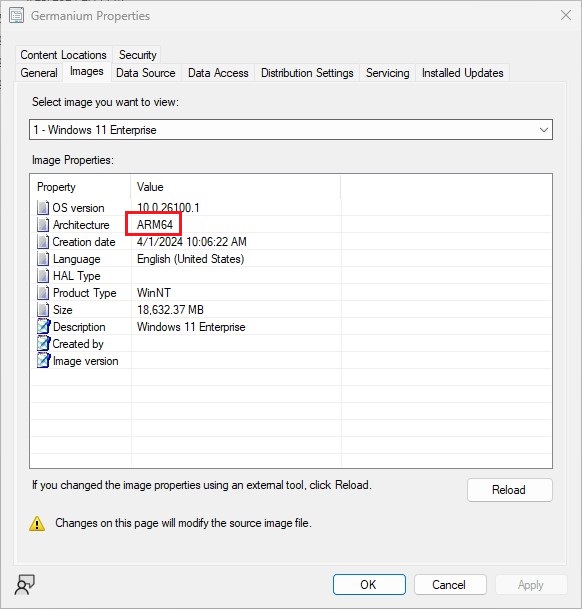 Germanium Properties
Content Locations Security
General Images Data Source Data Access Distribution Settings Servicing Installed Updates
Select image you want to view:
1 - Windows 11 Enterprise
Image Properties:
Property Value
OS version 10.0.26100.1
Architecture ARM64
Creation date 4/1/2024 10:06:22 AM
Language English (United States)
HAL Type
Product Type WinNT
Size 18,632.37 MB
Description Windows 11 Enterprise
Created by
Image version
If you changed the image properties using an external tool, click Reload.
Reload
Changes on this page will modify the source image file.
OK Cancel Apply